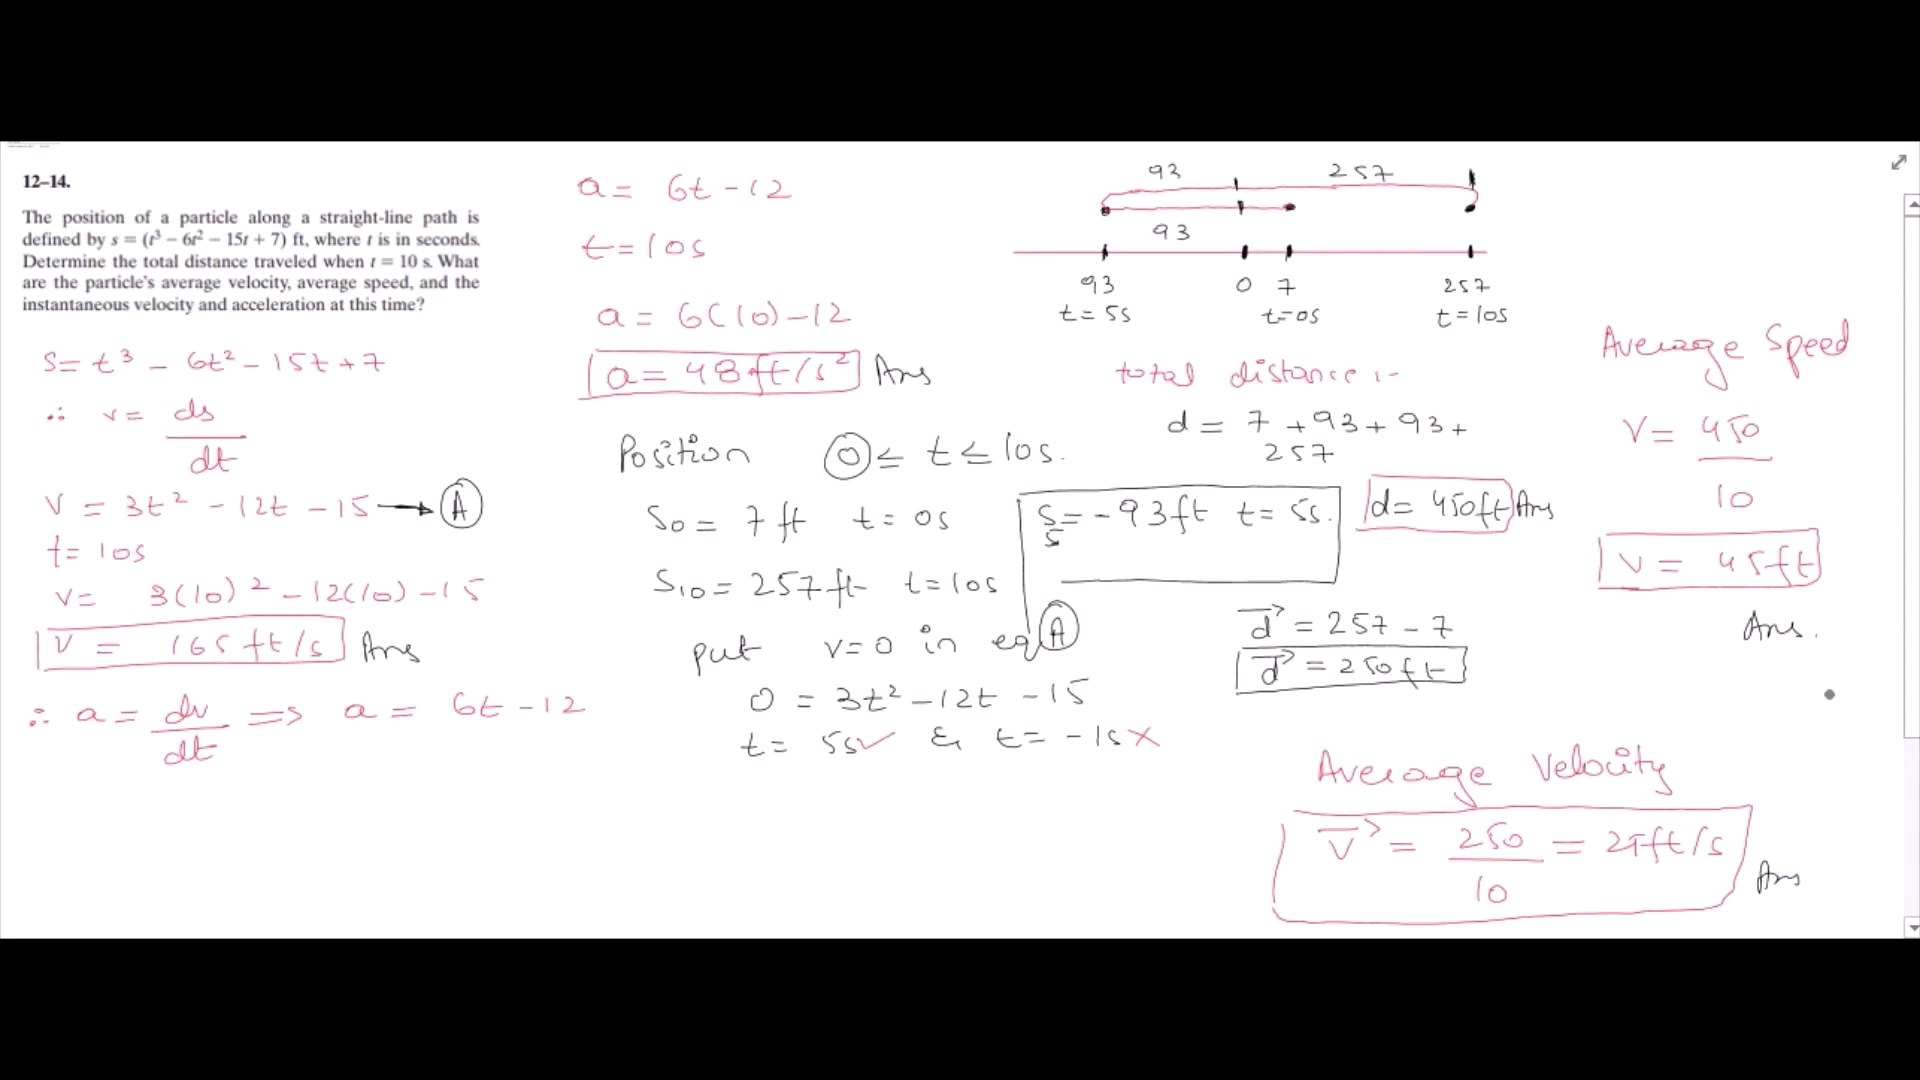 12–14.
The position of a particle along a straight-line path is
defined by s = (t³ – 6t² – 15t + 7) ft, where t is in seconds.
Determine the total distance traveled when t = 10 s. What
are the particle's average velocity, average speed, and the
instantaneous velocity and acceleration at this time?
s= t³ – 6t² – 15t + 7
∴ v = ds/dt
v = 3t² – 12t – 15 → A
t = 10s
v = 3(10)² – 12(10) – 15
v = 165 ft/s Ans
∴ a = dv/dt ⇒ a = 6t – 12
a = 6t – 12
t = 10s
a = 6(10) – 12
a = 48 ft/s² Ans
Position 0 ≤ t ≤ 10s.
S₀ = 7 ft t = 0s
S₁₀ = 257 ft t = 10s
put v = 0 in eq A
0 = 3t² – 12t – 15
t = 5s ✓ & t = –1s ×
S₅ = –93 ft t = 5s.
93 257
93
93 0 7 257
t = 5s t=0s t = 10s
total distance :-
d = 7 + 93 + 93 +
257
d = 450 ft Ans
d⃗ = 257 – 7
d⃗ = 250 ft
Average Speed
V = 450/10
V = 45 ft
Ans.
Average Velocity
v⃗ = 250/10 = 25 ft/s
Ans